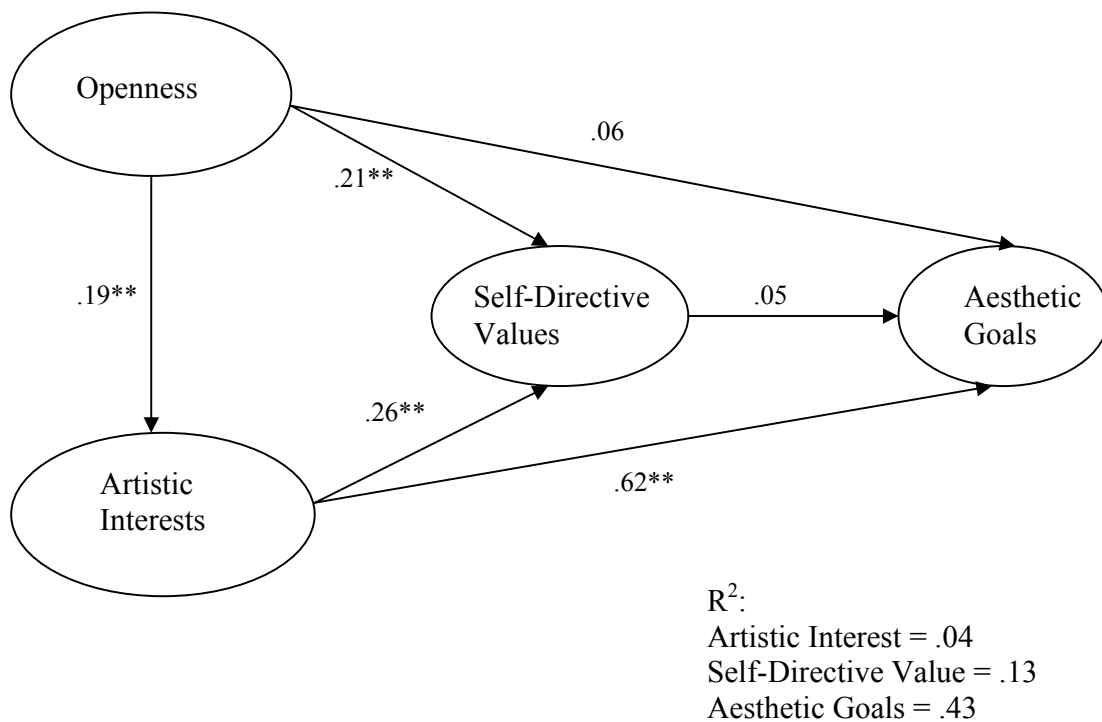 Openness
.06
.21**
.19**
Self-Directive
Values
.05
Aesthetic
Goals
.26**
Artistic
Interests
.62**
R²:
Artistic Interest = .04
Self-Directive Value = .13
Aesthetic Goals = .43